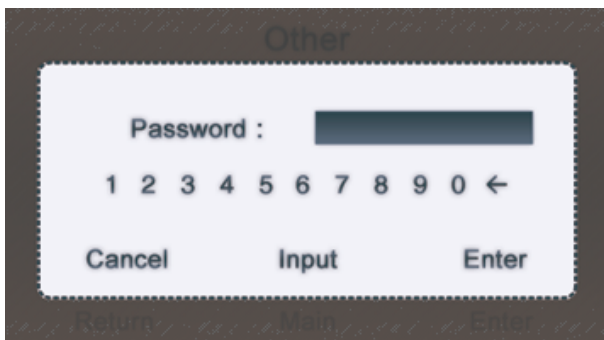 Other
Password :
1 2 3 4 5 6 7 8 9 0 ←
Cancel Input Enter
Return Main Enter